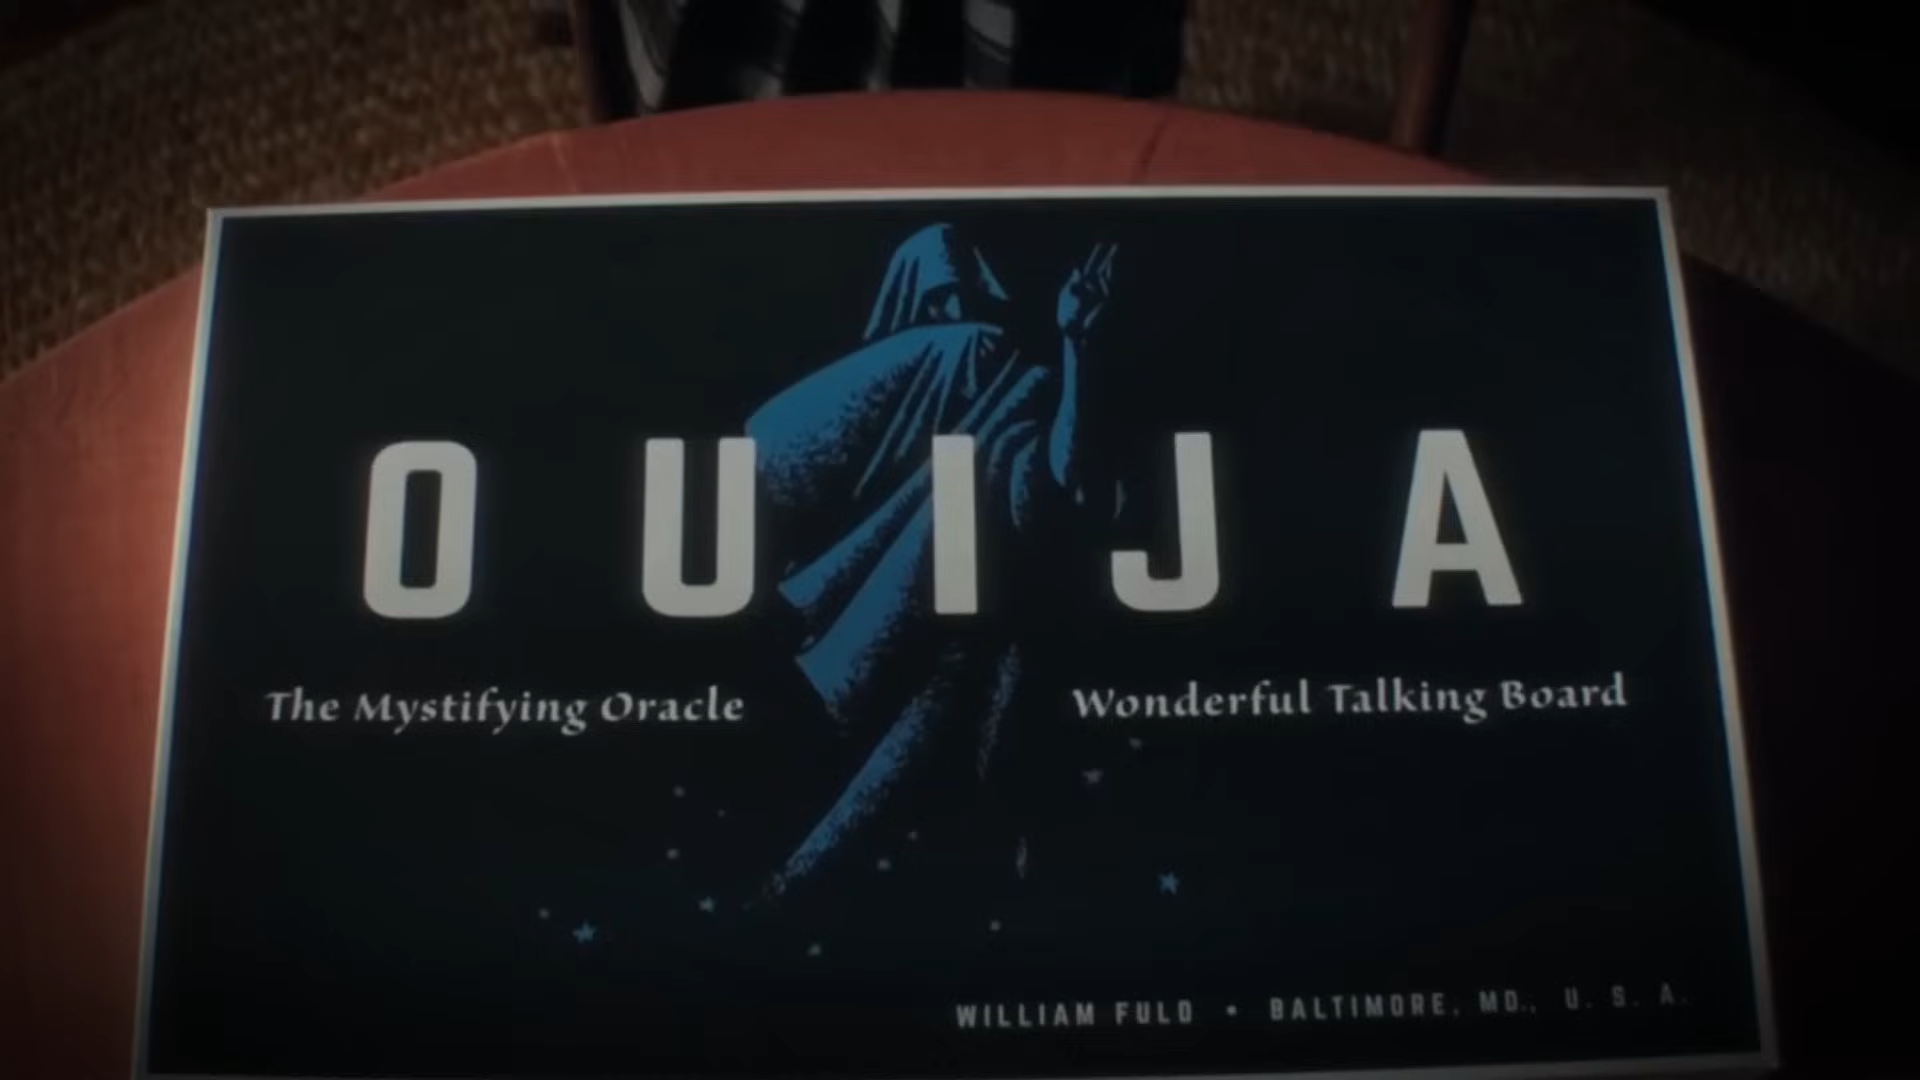 OUIJA
The Mystifying Oracle
Wonderful Talking Board
WILLIAM FULD • BALTIMORE, MD., U. S. A.